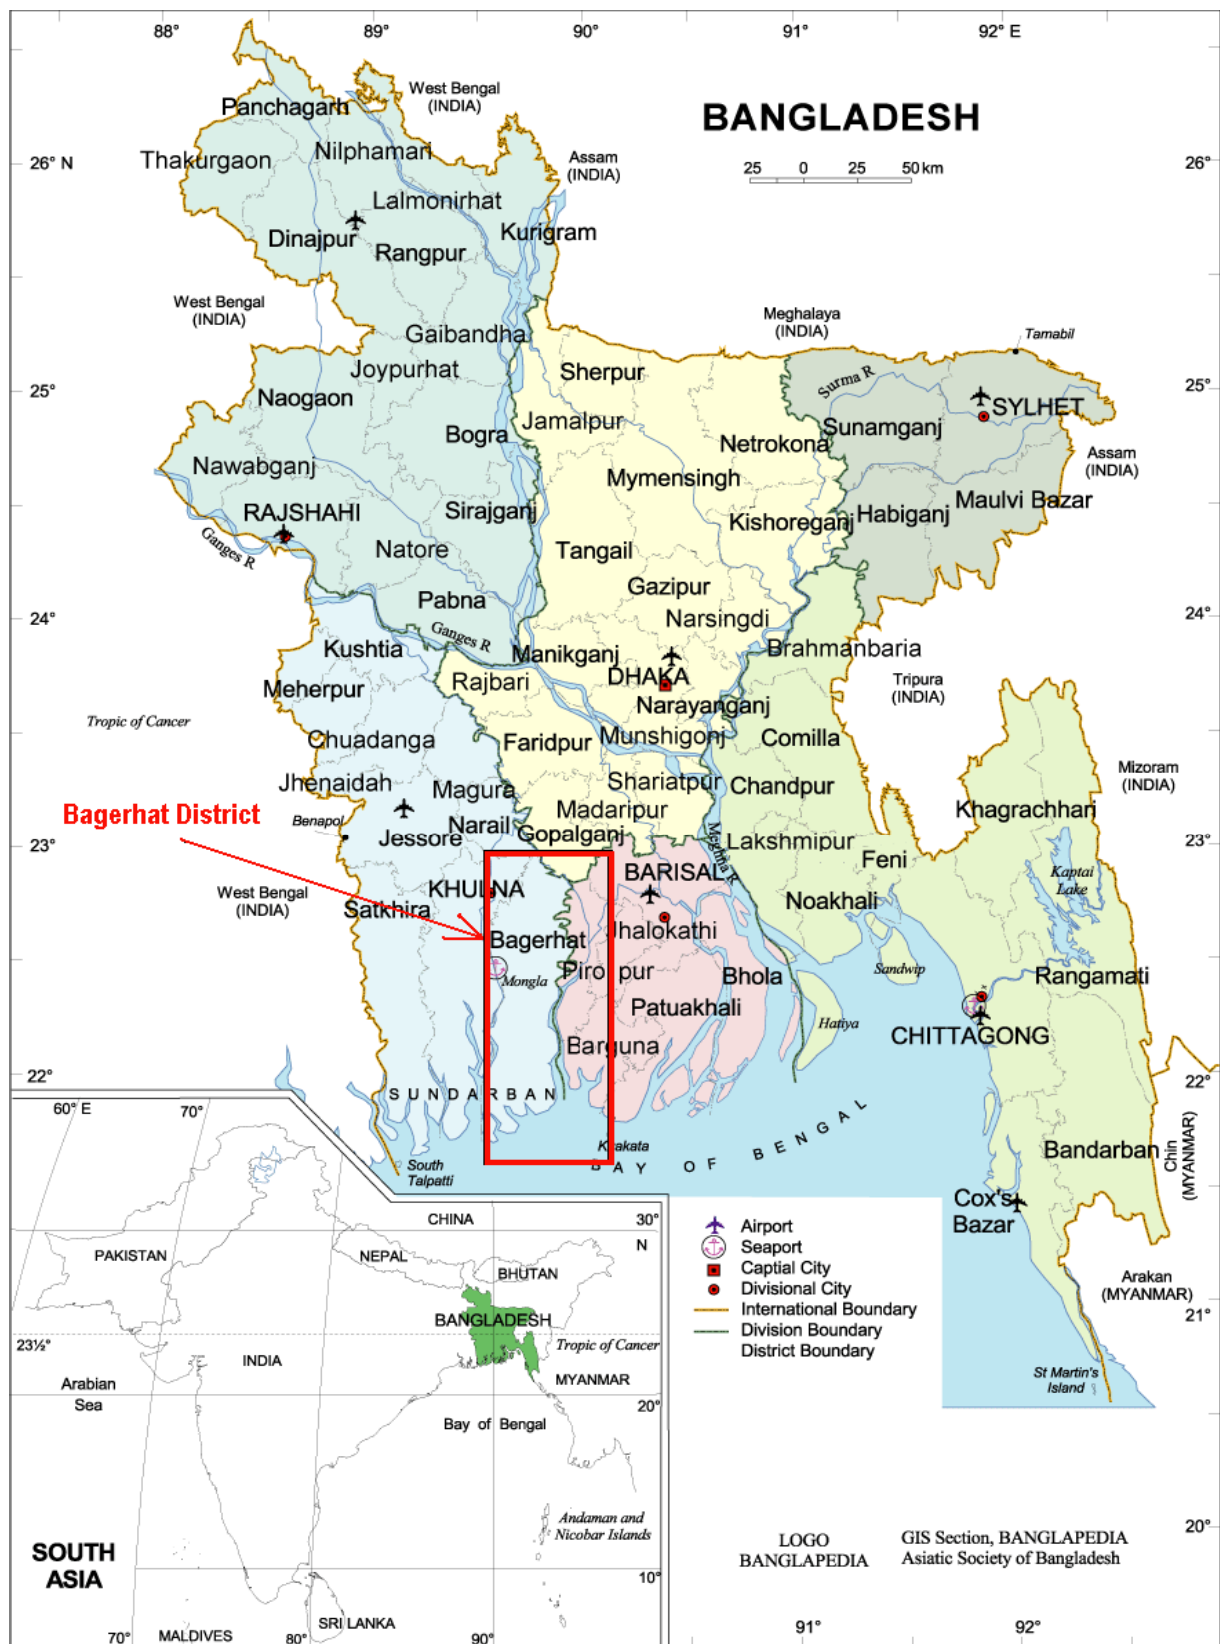 88°
89°
90°
91°
92° E
West Bengal
(INDIA)
BANGLADESH
Panchagarh
Nilphamari
Thakurgaon
26° N
Assam
(INDIA)
26°
25 0 25 50 km
Lalmonirhat
Kurigram
Dinajpur
Rangpur
West Bengal
(INDIA)
Meghalaya
(INDIA)
Tamabil
Gaibandha
Joypurhat
Sherpur
25°
25°
Surma R
Naogaon
SYLHET
Jamalpur
Sunamganj
Bogra
Netrokona
Assam
(INDIA)
Nawabganj
Mymensingh
Maulvi Bazar
RAJSHAHI
Sirajganj
Habiganj
Kishoreganj
Ganges R
Natore
Tangail
Gazipur
Pabna
24°
24°
Narsingdi
Ganges R
Kushtia
Manikganj
Brahmanbaria
DHAKA
Rajbari
Meherpur
Tripura
(INDIA)
Narayanganj
Tropic of Cancer
Chuadanga
Faridpur
Munshigonj
Comilla
Jhenaidah
Magura
Shariatpur
Chandpur
Mizoram
(INDIA)
Bagerhat District
Madaripur
Khagrachhari
Benapol
Narail
Jessore
Gopalganj
Meghna R
Lakshmipur
23°
23°
Feni
BARISAL
Kaptai
Lake
KHULNA
West Bengal
(INDIA)
Satkhira
Noakhali
Jhalokathi
Bagerhat
Sandwip
Pirojpur
Mongla
Bhola
Rangamati
Patuakhali
Hatiya
CHITTAGONG
Barguna
22°
22°
SUNDARBAN
60° E
70°
Kuakata
BAY OF BENGAL
Bandarban
Chin
(MYANMAR)
South
Talpatti
Cox's
Bazar
CHINA
30°
N
Airport
Seaport
Captial City
Divisional City
International Boundary
Division Boundary
District Boundary
PAKISTAN
NEPAL
BHUTAN
Arakan
(MYANMAR)
21°
BANGLADESH
23½°
Tropic of Cancer
INDIA
MYANMAR
St Martin's
Island
Arabian
Sea
20°
Bay of Bengal
Andaman and
Nicobar Islands
20°
LOGO
BANGLAPEDIA
GIS Section, BANGLAPEDIA
Asiatic Society of Bangladesh
SOUTH
ASIA
10°
SRI LANKA
MALDIVES
70°
80°
90°
91°
92°